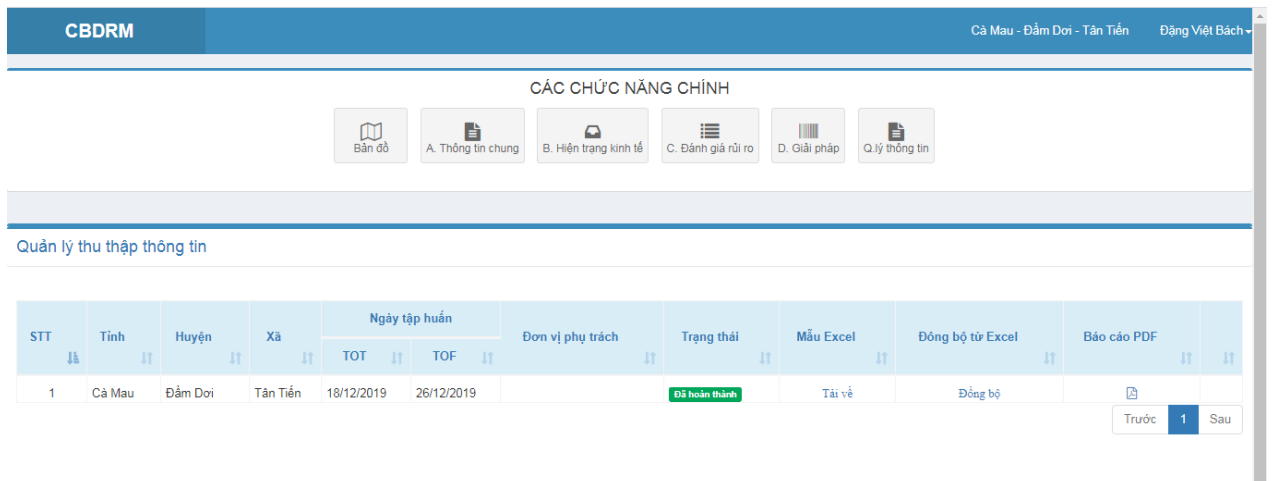 CBDRM
Cà Mau - Đầm Dơi - Tân Tiến Đặng Việt Bách
CÁC CHỨC NĂNG CHÍNH
Bản đồ A. Thông tin chung B. Hiện trạng kinh tế C. Đánh giá rủi ro D. Giải pháp Q.lý thông tin
Quản lý thu thập thông tin
Ngày tập huấn
STT Tỉnh Huyện Xã Đơn vị phụ trách Trạng thái Mẫu Excel Đồng bộ từ Excel Báo cáo PDF
TOT TOF
1 Cà Mau Đầm Dơi Tân Tiến 18/12/2019 26/12/2019 Đã hoàn thành Tải về Đồng bộ
Trước 1 Sau